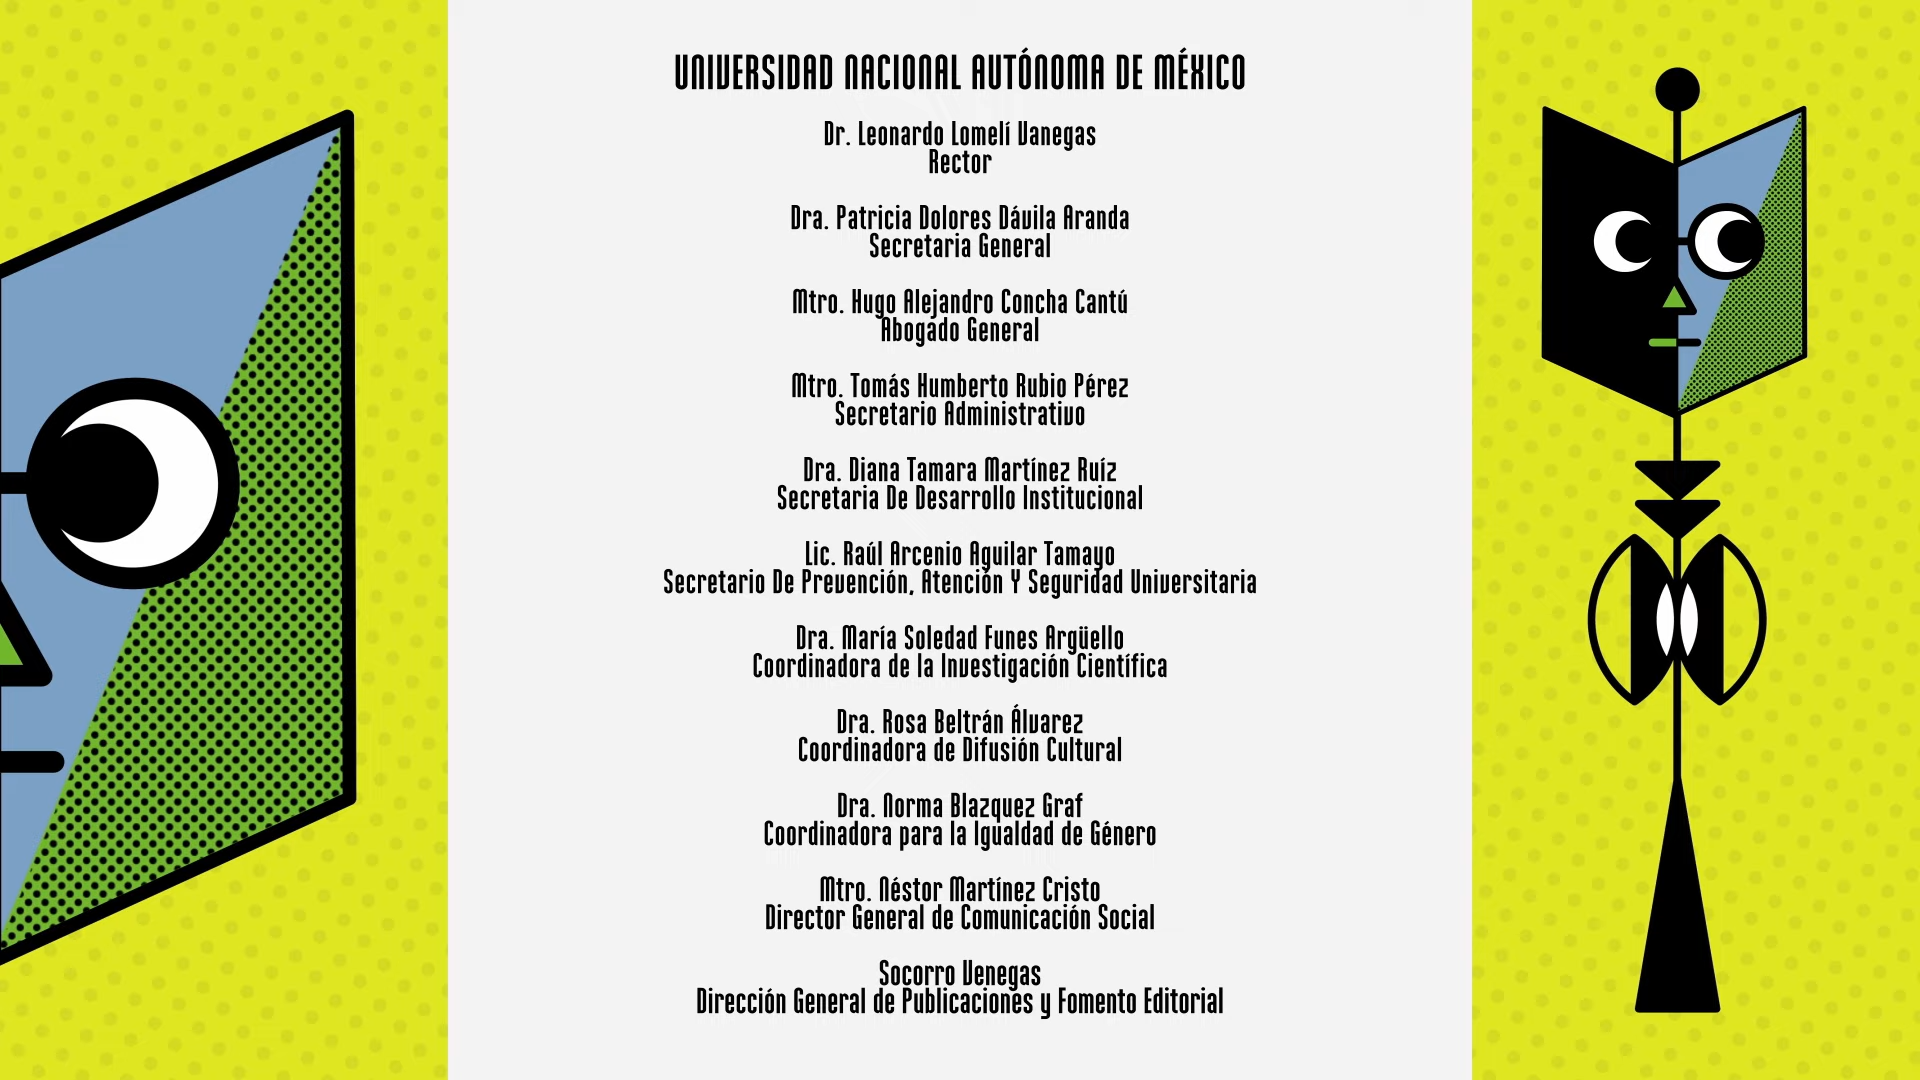 UNIVERSIDAD NACIONAL AUTÓNOMA DE MÉXICO
Dr. Leonardo Lomelí Vanegas
Rector
Dra. Patricia Dolores Dávila Aranda
Secretaria General
Mtro. Hugo Alejandro Concha Cantú
Abogado General
Mtro. Tomás Humberto Rubio Pérez
Secretario Administrativo
Dra. Diana Tamara Martínez Ruíz
Secretaria De Desarrollo Institucional
Lic. Raúl Arcenio Aguilar Tamayo
Secretario De Prevención, Atención Y Seguridad Universitaria
Dra. María Soledad Funes Argüello
Coordinadora de la Investigación Científica
Dra. Rosa Beltrán Álvarez
Coordinadora de Difusión Cultural
Dra. Norma Blazquez Graf
Coordinadora para la Igualdad de Género
Mtro. Néstor Martínez Cristo
Director General de Comunicación Social
Socorro Venegas
Dirección General de Publicaciones y Fomento Editorial